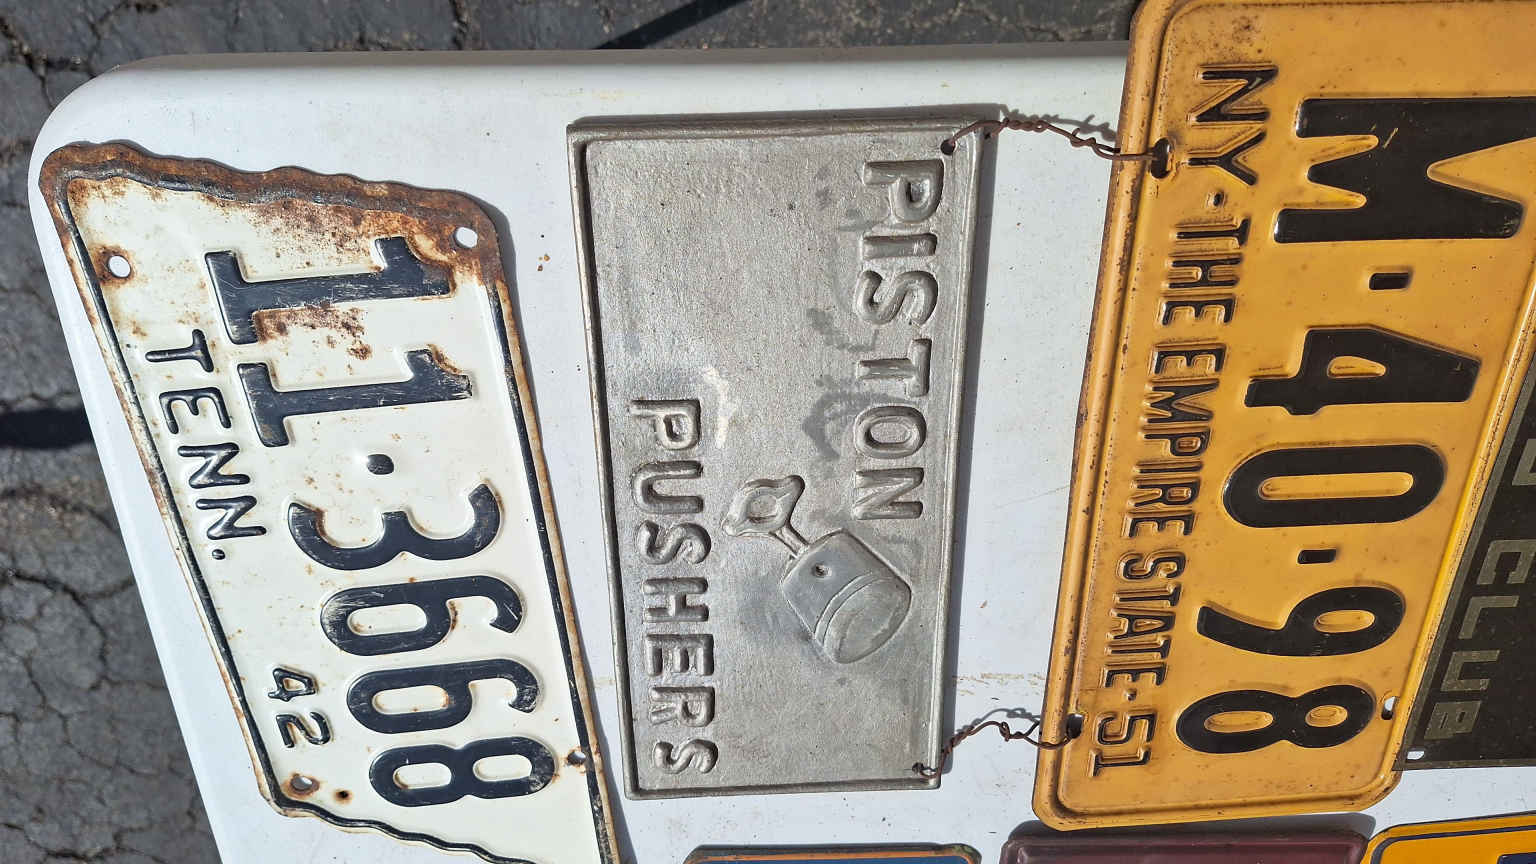 M·40·98
NY·THE EMPIRE STATE·51
PISTON
PUSHERS
11·3668
TENN. 42
CLUB